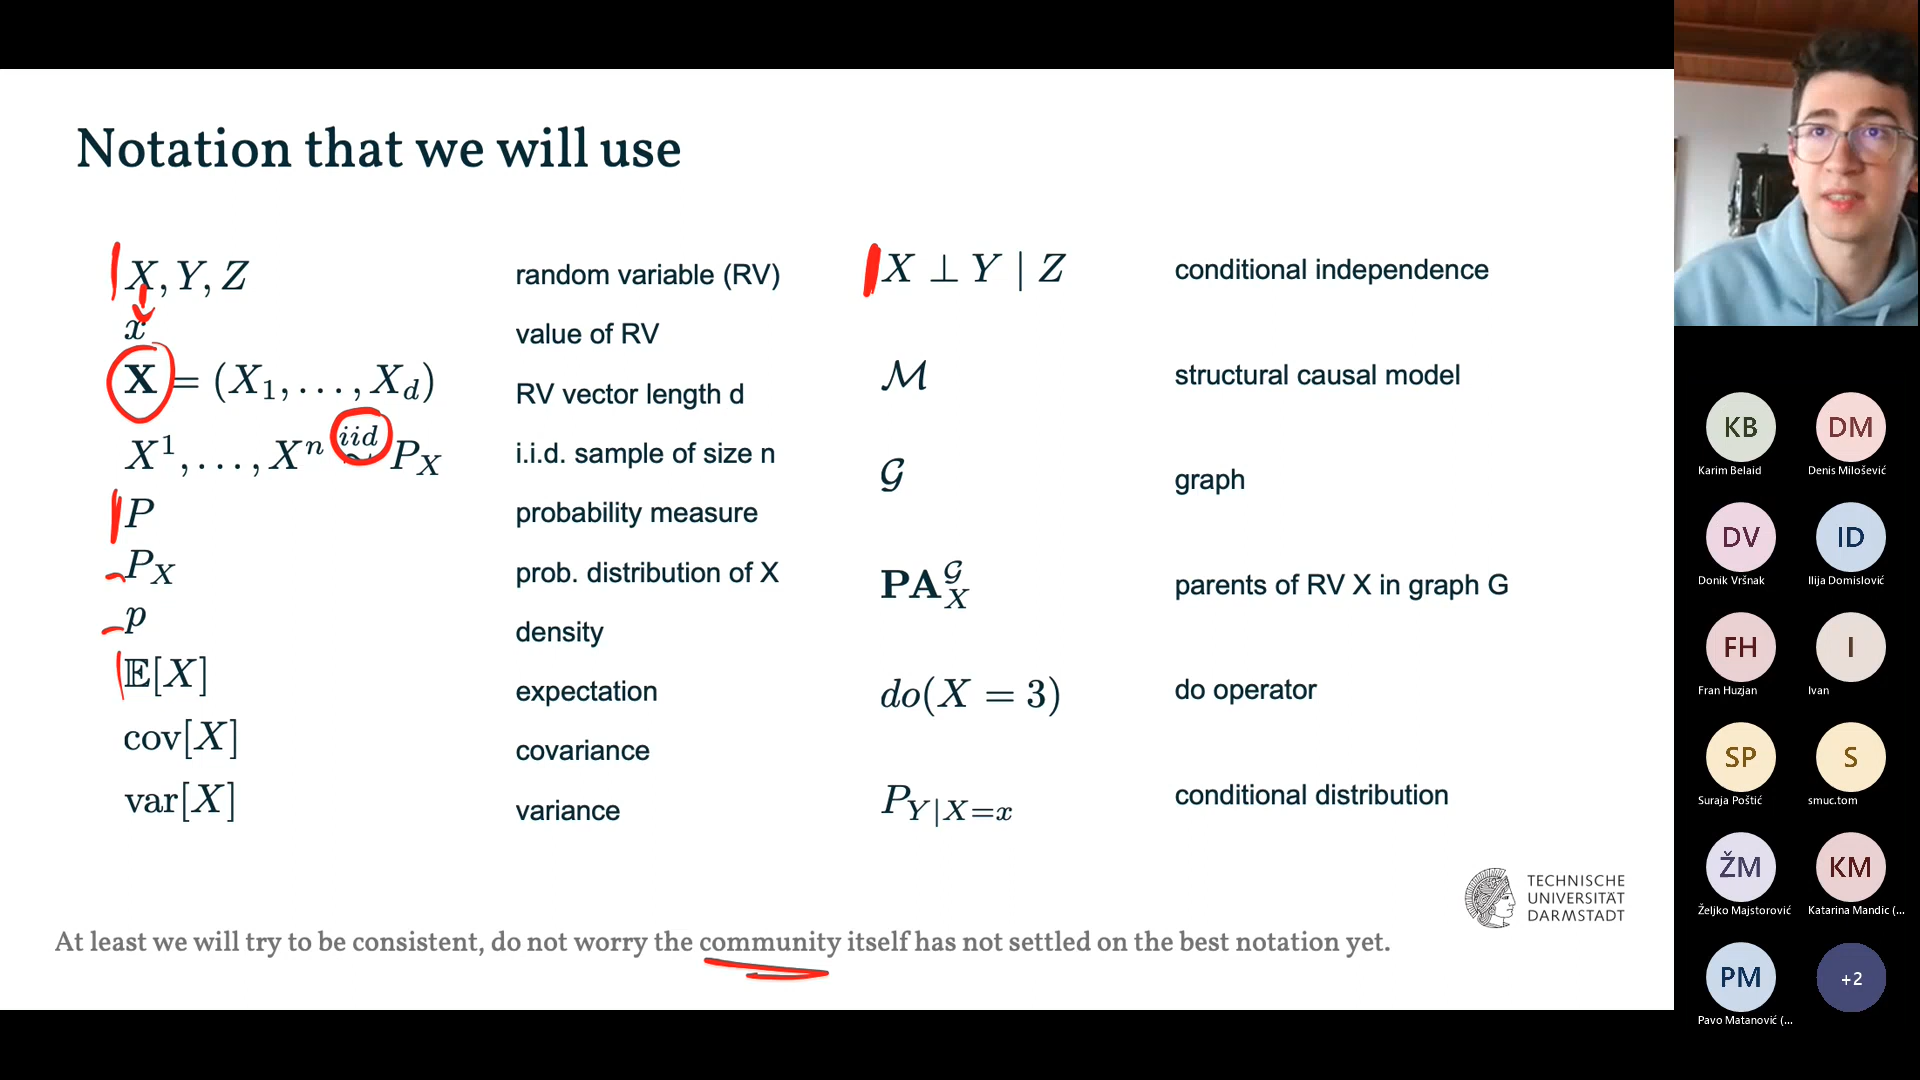 Notation that we will use
X, Y, Z random variable (RV)
x value of RV
X = (X₁, . . . , X_d) RV vector length d
X¹, . . . , Xⁿ iid ~ P_X i.i.d. sample of size n
P probability measure
P_X prob. distribution of X
p density
𝔼[X] expectation
cov[X] covariance
var[X] variance
X ⊥ Y | Z conditional independence
ℳ structural causal model
𝒢 graph
PA_X^𝒢 parents of RV X in graph G
do(X = 3) do operator
P_{Y|X=x} conditional distribution
TECHNISCHE
UNIVERSITÄT
DARMSTADT
At least we will try to be consistent, do not worry the community itself has not settled on the best notation yet.
KB DM
Karim Belaid Denis Milošević
DV ID
Donik Vršnak Ilija Domislović
FH I
Fran Huzjan Ivan
SP S
Suraja Poštić smuc.tom
ŽM KM
Željko Majstorović Katarina Mandic (...
PM +2
Pavo Matanović (...